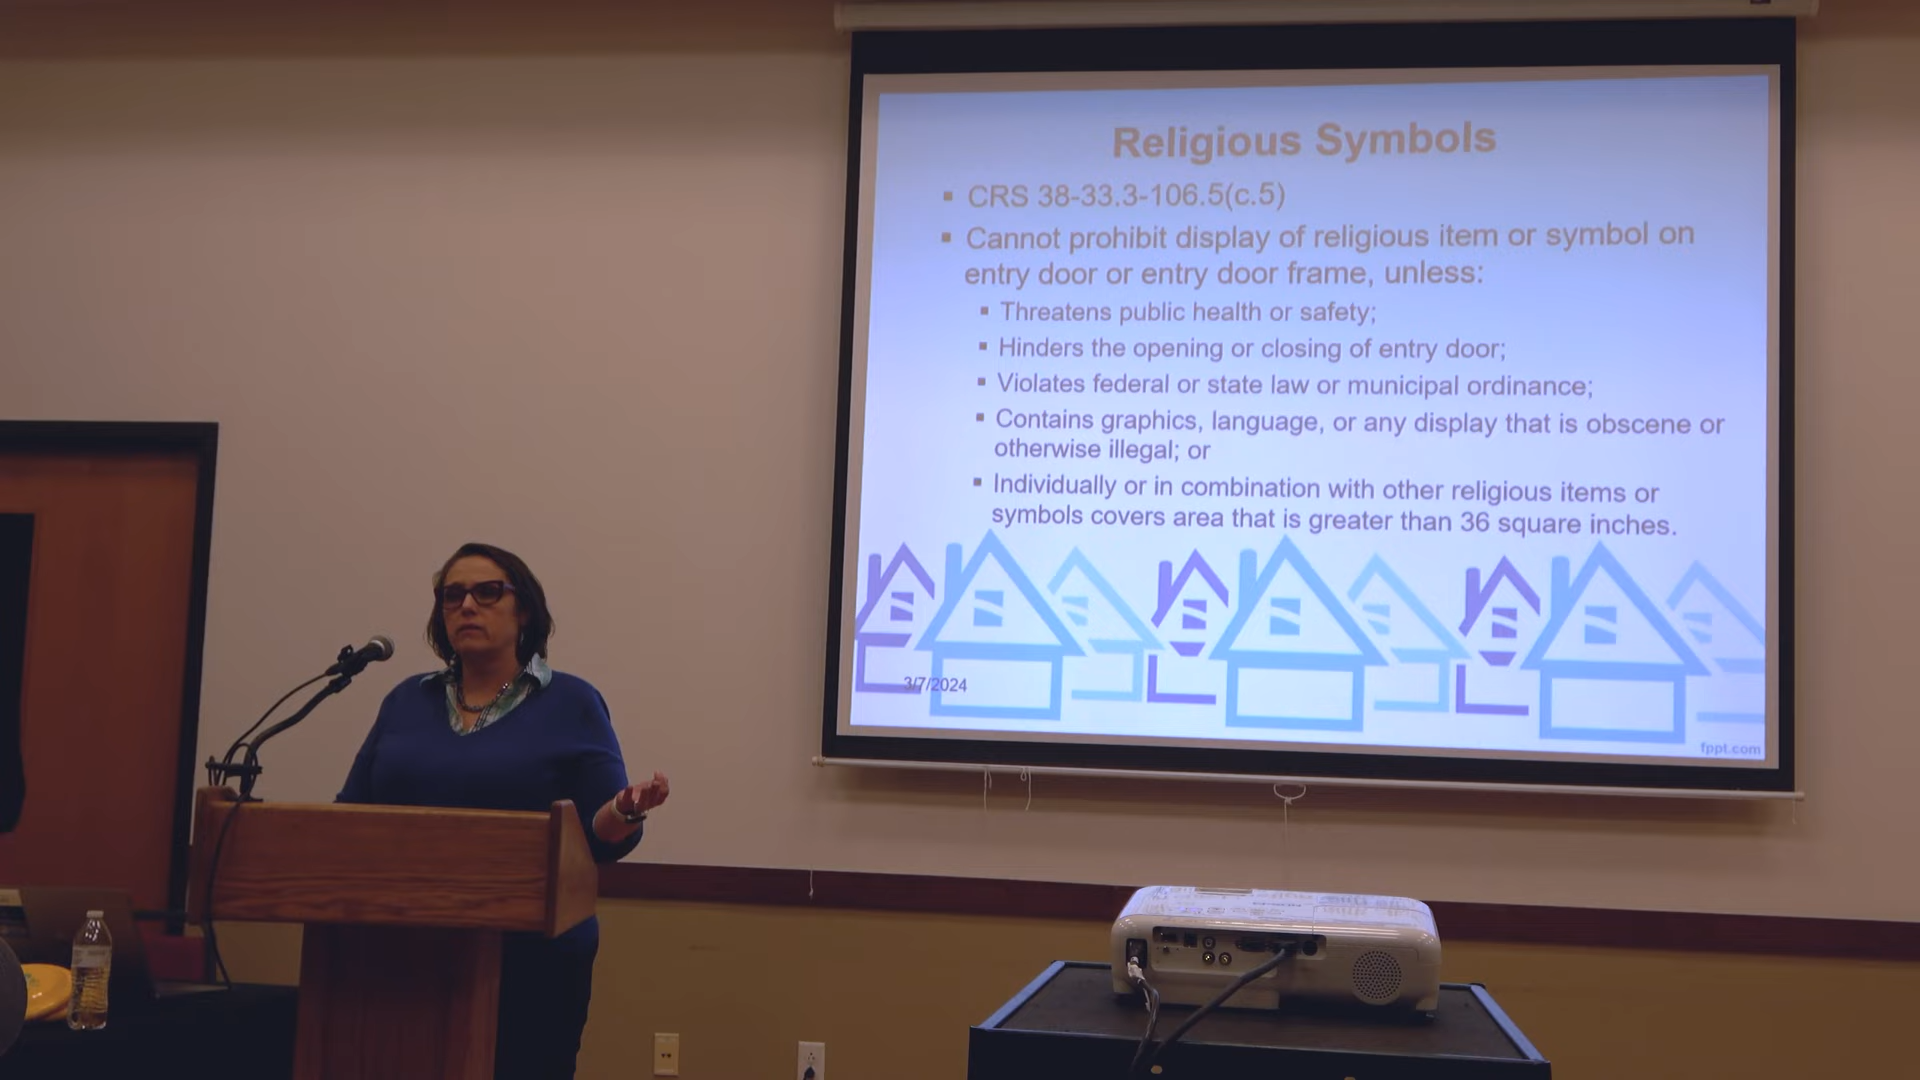 Religious Symbols
▪ CRS 38-33.3-106.5(c.5)
▪ Cannot prohibit display of religious item or symbol on
entry door or entry door frame, unless:
▪ Threatens public health or safety;
▪ Hinders the opening or closing of entry door;
▪ Violates federal or state law or municipal ordinance;
▪ Contains graphics, language, or any display that is obscene or
otherwise illegal; or
▪ Individually or in combination with other religious items or
symbols covers area that is greater than 36 square inches.
3/7/2024
fppt.com